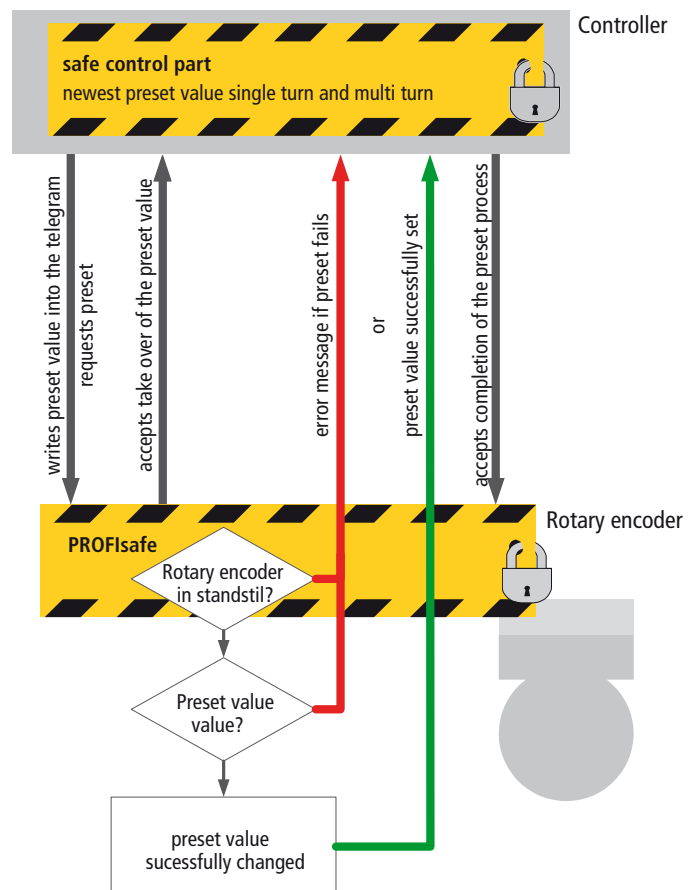 Controller
safe control part
newest preset value single turn and multi turn
writes preset value into the telegram
requests preset
accepts take over of the preset value
error message if preset fails
or
preset value successfully set
accepts completion of the preset process
Rotary encoder
PROFIsafe
Rotary encoder
in standstil?
Preset value
value?
preset value
sucessfully changed